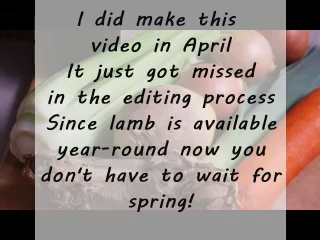 I did make this
video in April
It just got missed
in the editing process
Since lamb is available
year-round now you
don't have to wait for
spring!